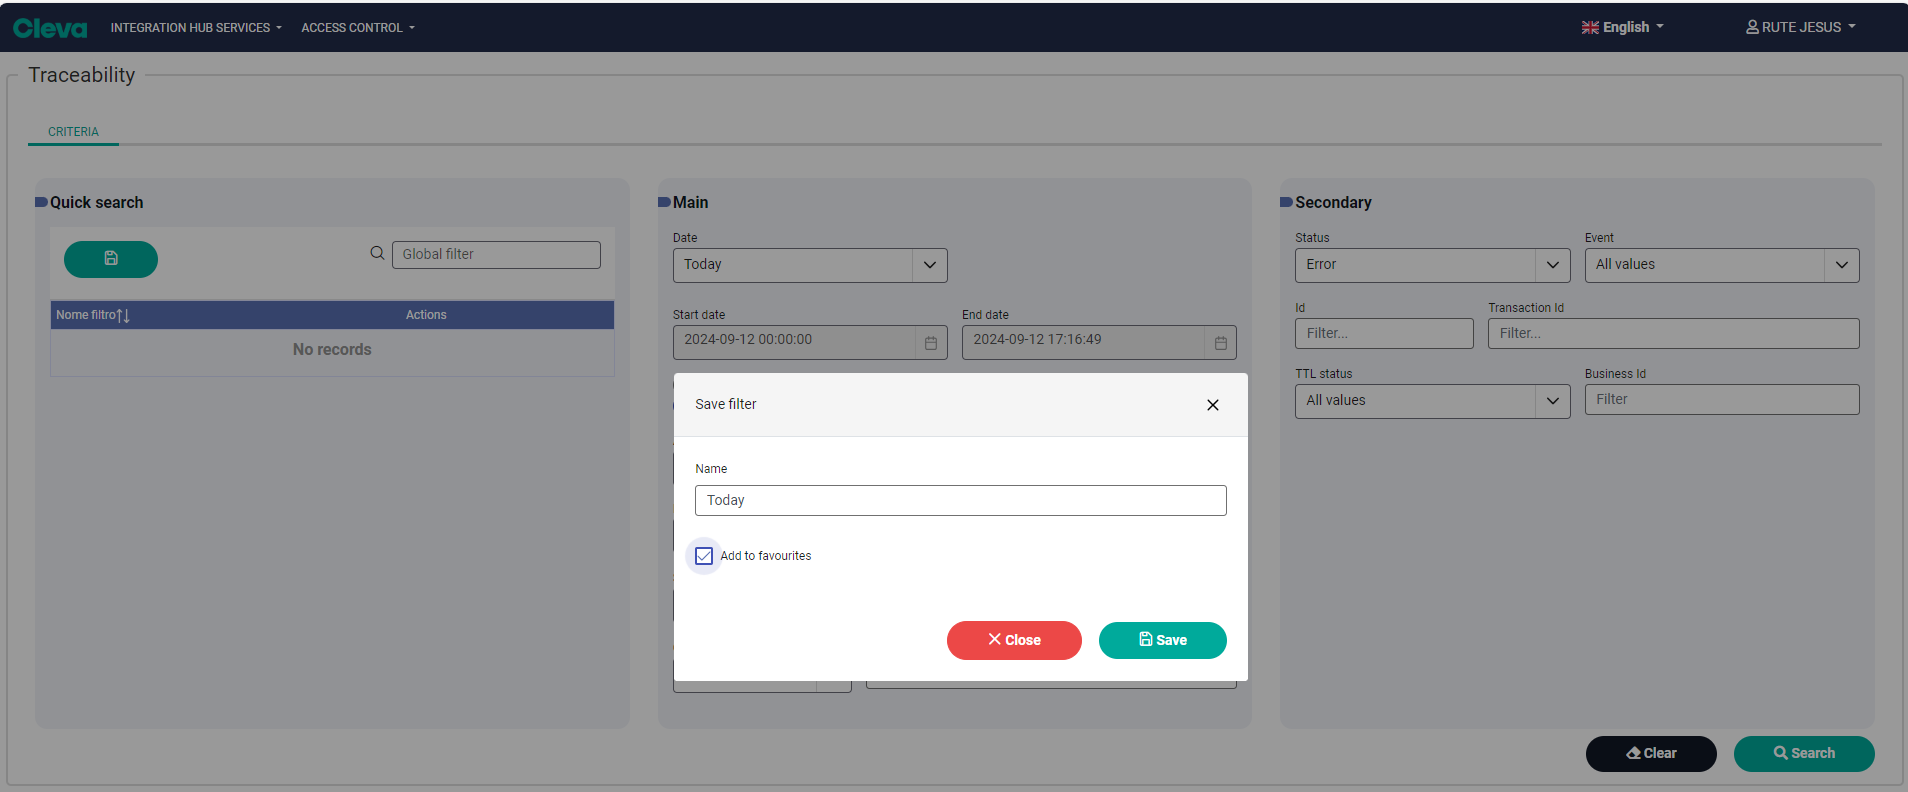 Cleva
INTEGRATION HUB SERVICES
ACCESS CONTROL
English
RUTE JESUS
Traceability
CRITERIA
Quick search
Global filter
Nome filtro
Actions
No records
Main
Date
Today
Start date
End date
2024-09-12 00:00:00
2024-09-12 17:16:49
Secondary
Status
Event
Error
All values
Id
Transaction Id
Filter...
Filter...
TTL status
Business Id
All values
Filter
Save filter
Name
Today
Add to favourites
Close
Save
Clear
Search